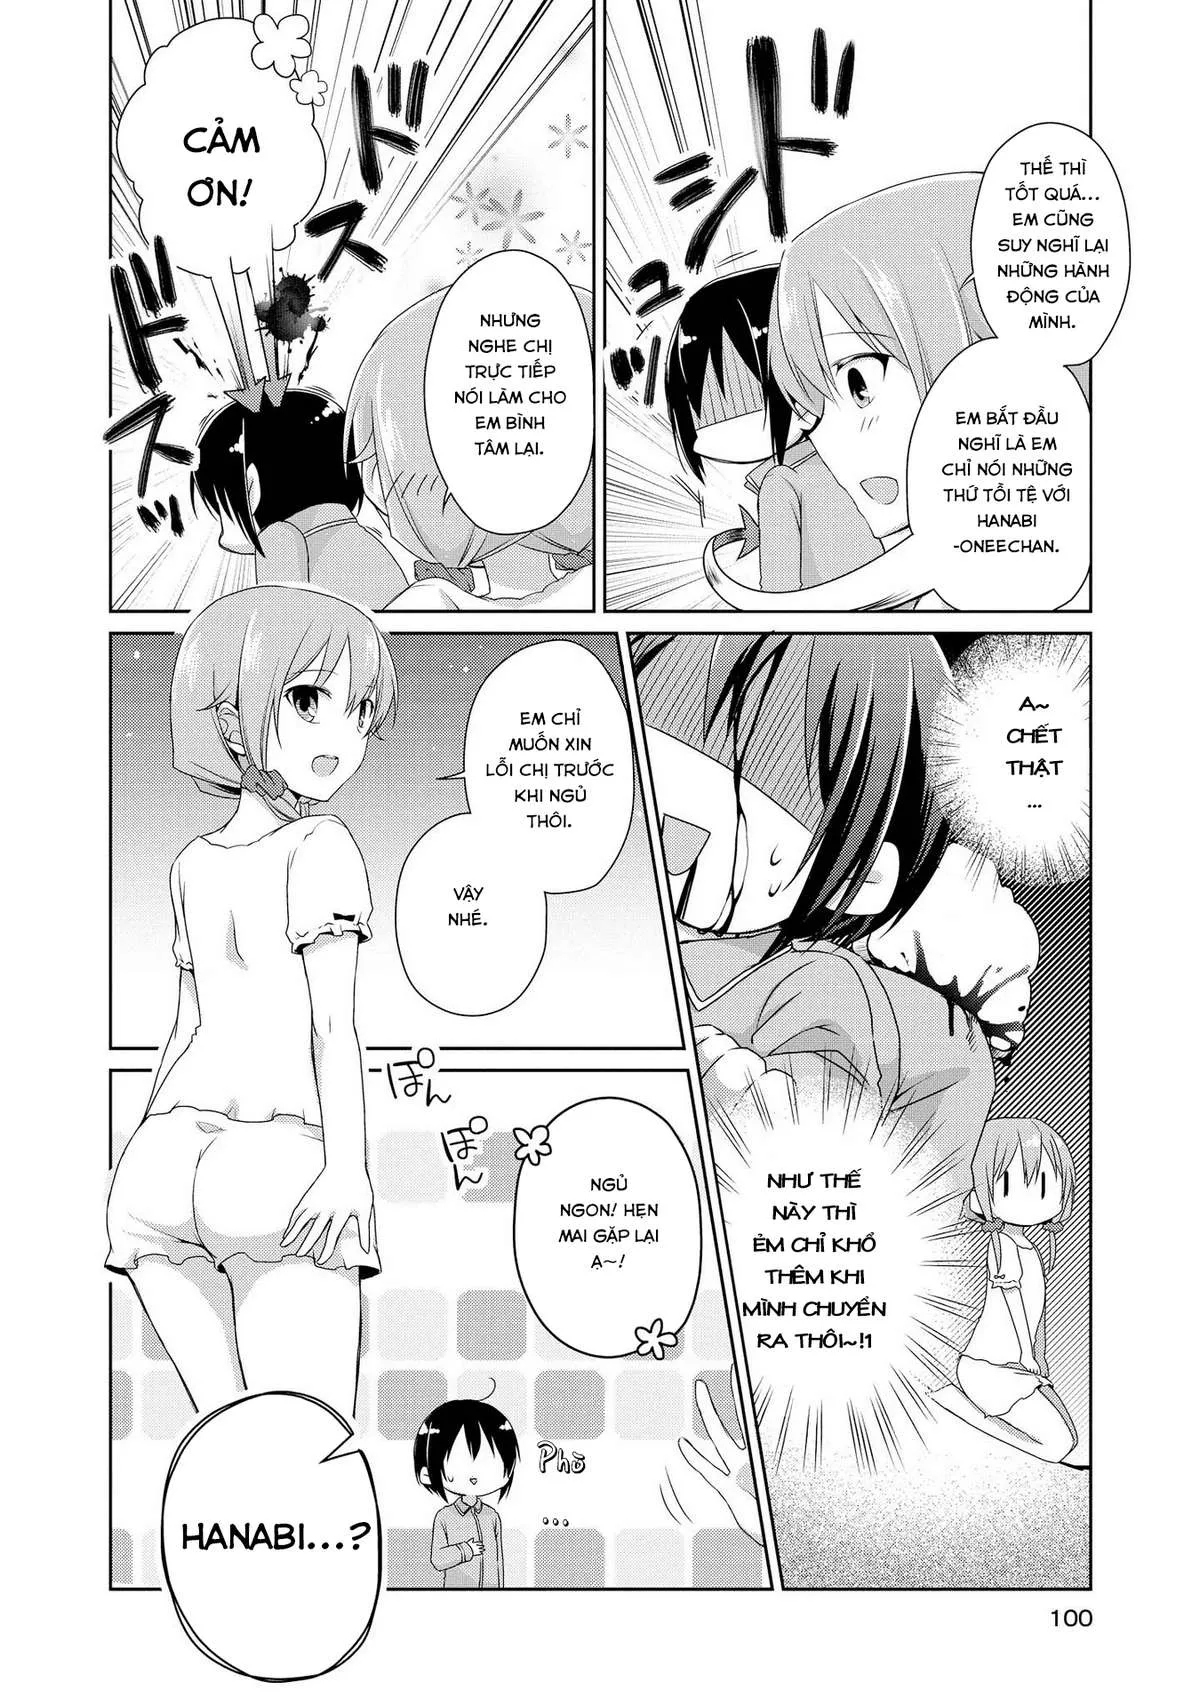 THẾ THÌ
TỐT QUÁ...
EM CŨNG
SUY NGHĨ LẠI
NHỮNG HÀNH
ĐỘNG CỦA
MÌNH.
EM BẮT ĐẦU
NGHĨ LÀ EM
CHỈ NÓI NHỮNG
THỨ TỒI TỆ VỚI
HANABI
-ONEECHAN.
ドシュッ
NHƯNG
NGHE CHỊ
TRỰC TIẾP
NÓI LÀM CHO
EM BÌNH
TÂM LẠI.
CẢM
ƠN!
ドスッ
ドドドッ
A~
CHẾT
THẬT
...
NHƯ THẾ
NÀY THÌ
ẺM CHỈ KHỔ
THÊM KHI
MÌNH CHUYỂN
RA THÔI~!1
EM CHỈ
MUỐN XIN
LỖI CHỊ TRƯỚC
KHI NGỦ
THÔI.
VẬY
NHÉ.
ぽん
ぽん
NGỦ
NGON! HẸN
MAI GẶP LẠI
Ạ~!
Phò
...
HANABI...?
100